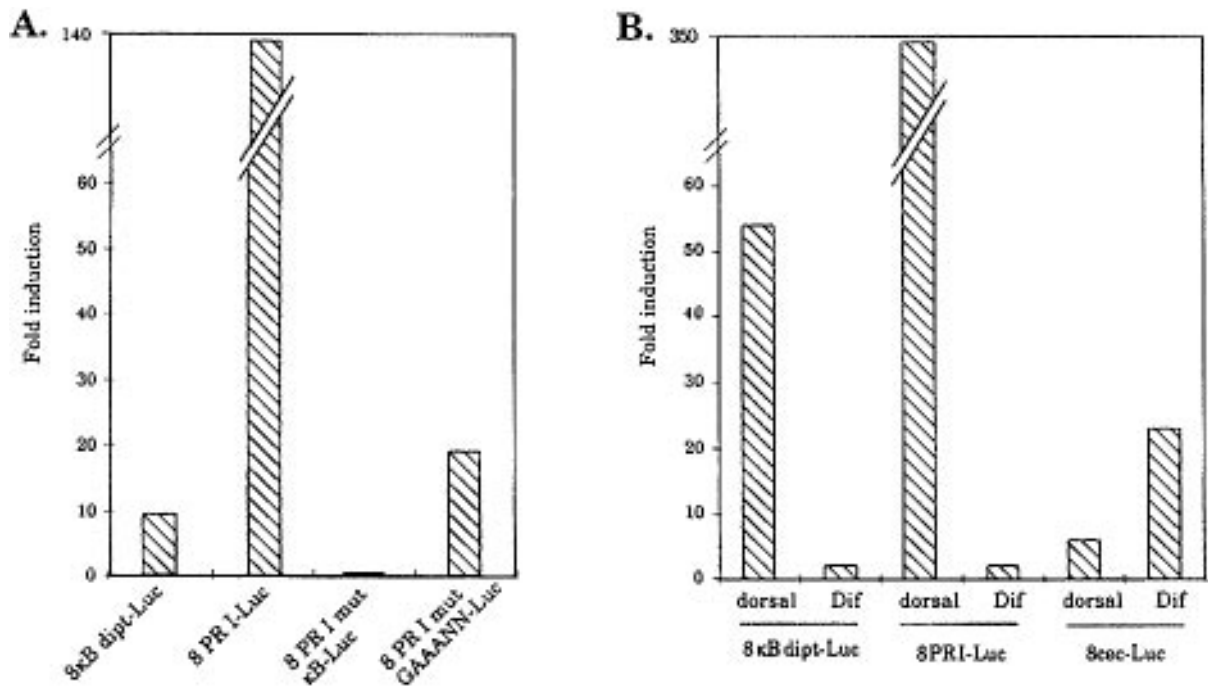 A.
140
60
50
40
30
20
10
0
Fold induction
8κB dipt-Luc
8 PR I-Luc
8 PR I mut
κB-Luc
8 PR I mut
GAAANN-Luc
B.
350
60
50
40
30
20
10
0
Fold induction
dorsal Dif dorsal Dif dorsal Dif
8κB dipt-Luc 8PRI-Luc 8cec-Luc